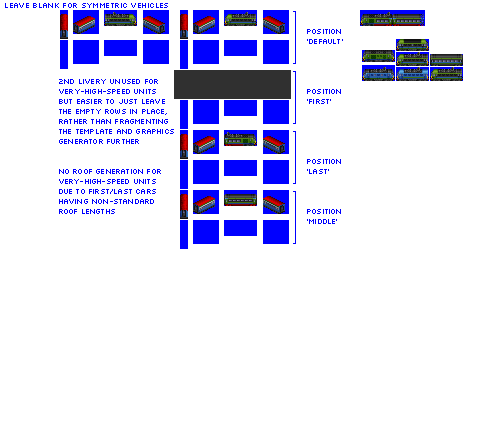 LEAVE BLANK FOR SYMMETRIC VEHICLES
POSITION
'DEFAULT'
2ND LIVERY UNUSED FOR
VERY-HIGH-SPEED UNITS
BUT EASIER TO JUST LEAVE
THE EMPTY ROWS IN PLACE,
RATHER THAN FRAGMENTING
THE TEMPLATE AND GRAPHICS
GENERATOR FURTHER
POSITION
'FIRST'
NO ROOF GENERATION FOR
VERY-HIGH-SPEED UNITS
DUE TO FIRST/LAST CARS
HAVING NON-STANDARD
ROOF LENGTHS
POSITION
'LAST'
POSITION
'MIDDLE'